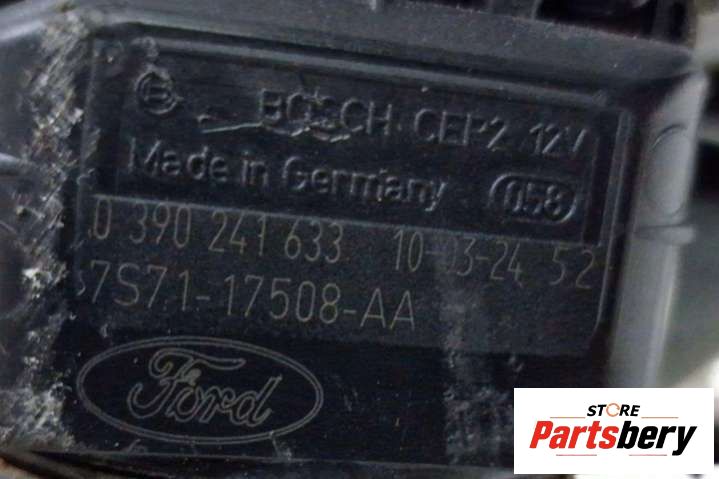 BOSCH CEP2 12V
Made in Germany 058
0 390 241 633 10-03-24 52
7S71-17508-AA
Ford
STORE
Partsbery